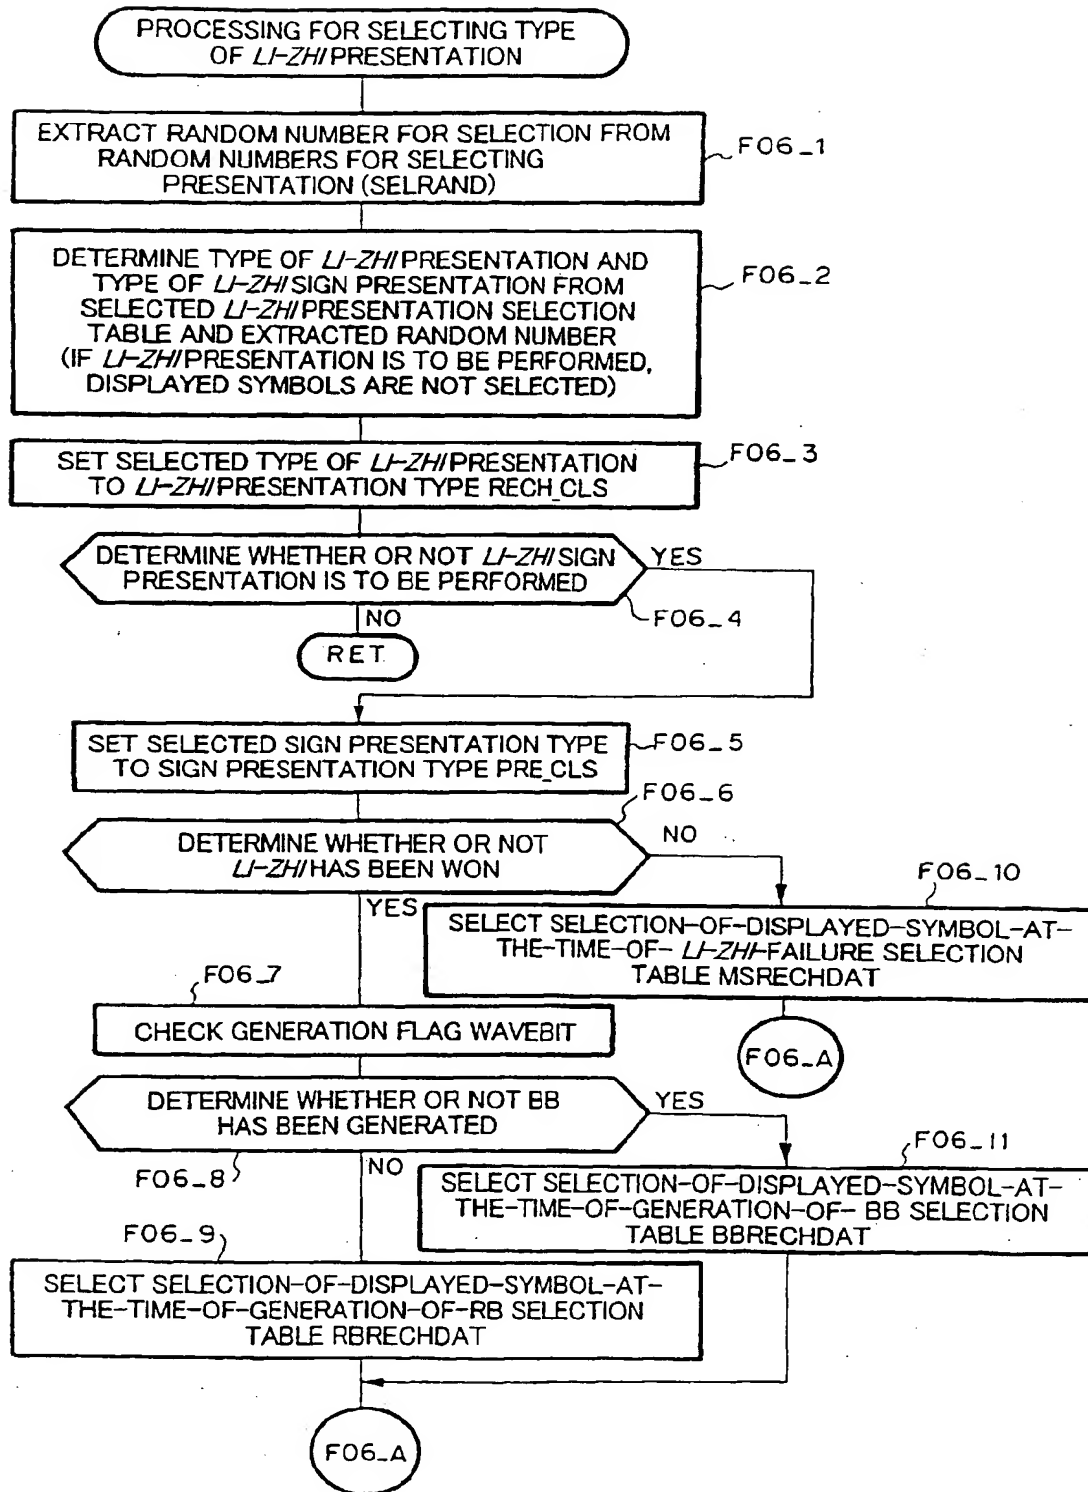 PROCESSING FOR SELECTING TYPE
OF LI-ZHI PRESENTATION
EXTRACT RANDOM NUMBER FOR SELECTION FROM
RANDOM NUMBERS FOR SELECTING
PRESENTATION (SELRAND)
F06_1
DETERMINE TYPE OF LI-ZHI PRESENTATION AND
TYPE OF LI-ZHI SIGN PRESENTATION FROM
SELECTED LI-ZHI PRESENTATION SELECTION
TABLE AND EXTRACTED RANDOM NUMBER
(IF LI-ZHI PRESENTATION IS TO BE PERFORMED,
DISPLAYED SYMBOLS ARE NOT SELECTED)
F06_2
SET SELECTED TYPE OF LI-ZHI PRESENTATION
TO LI-ZHI PRESENTATION TYPE RECH_CLS
F06_3
DETERMINE WHETHER OR NOT LI-ZHI SIGN
PRESENTATION IS TO BE PERFORMED
YES
F06_4
NO
RET
SET SELECTED SIGN PRESENTATION TYPE
TO SIGN PRESENTATION TYPE PRE_CLS
F06_5
F06_6
DETERMINE WHETHER OR NOT
LI-ZHI HAS BEEN WON
NO
YES
F06_10
SELECT SELECTION-OF-DISPLAYED-SYMBOL-AT-
THE-TIME-OF- LI-ZHI-FAILURE SELECTION
TABLE MSRECHDAT
F06_A
F06_7
CHECK GENERATION FLAG WAVEBIT
DETERMINE WHETHER OR NOT BB
HAS BEEN GENERATED
YES
F06_8
NO
F06_11
SELECT SELECTION-OF-DISPLAYED-SYMBOL-AT-
THE-TIME-OF-GENERATION-OF- BB SELECTION
TABLE BBRECHDAT
F06_9
SELECT SELECTION-OF-DISPLAYED-SYMBOL-AT-
THE-TIME-OF-GENERATION-OF-RB SELECTION
TABLE RBRECHDAT
F06_A